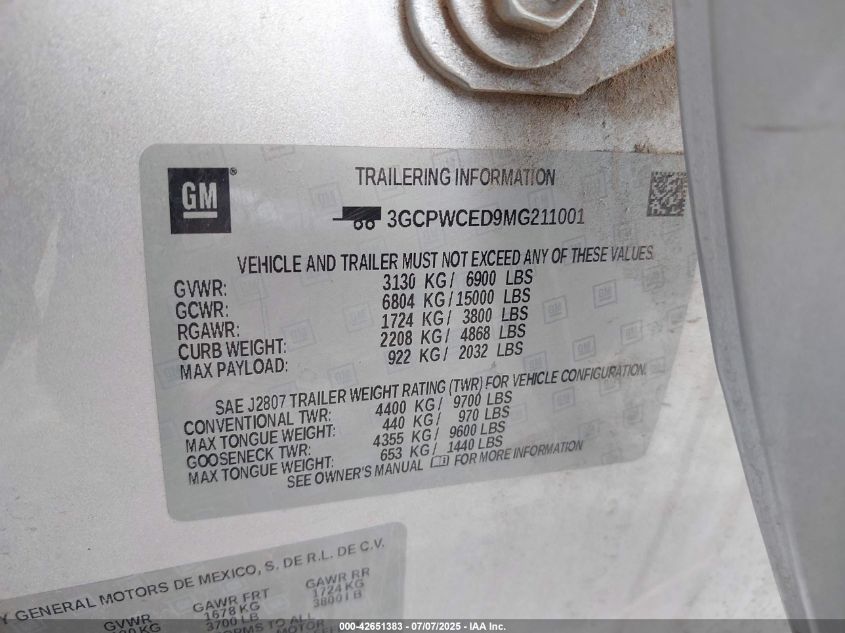 GM ®
TRAILERING INFORMATION
3GCPWCED9MG211001
VEHICLE AND TRAILER MUST NOT EXCEED ANY OF THESE VALUES.
GVWR: 3130 KG/ 6900 LBS
GCWR: 6804 KG/ 15000 LBS
RGAWR: 1724 KG/ 3800 LBS
CURB WEIGHT: 2208 KG/ 4868 LBS
MAX PAYLOAD: 922 KG/ 2032 LBS
SAE J2807 TRAILER WEIGHT RATING (TWR) FOR VEHICLE CONFIGURATION.
CONVENTIONAL TWR: 4400 KG/ 9700 LBS
MAX TONGUE WEIGHT: 440 KG/ 970 LBS
GOOSENECK TWR: 4355 KG/ 9600 LBS
MAX TONGUE WEIGHT: 653 KG/ 1440 LBS
SEE OWNER'S MANUAL FOR MORE INFORMATION
Y GENERAL MOTORS DE MEXICO, S. DE R.L. DE C.V.
GVWR GAWR FRT GAWR RR
KG 1678 KG 1724 KG
3700 LB 3800 LB
TO ALL
MOTOR
000-42651383 - 07/07/2025 - IAA Inc.